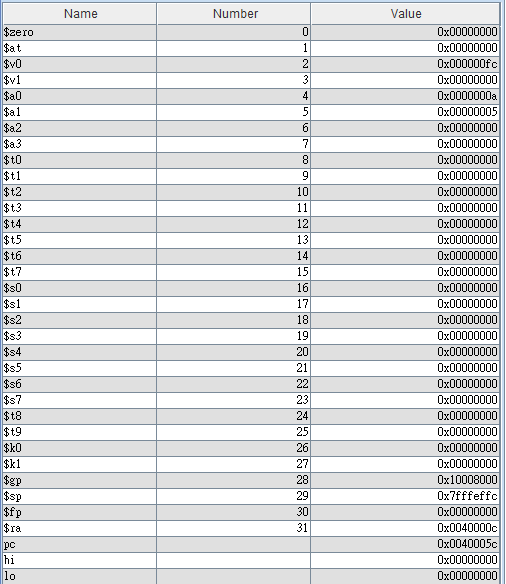 Name Number Value
$zero 0 0x00000000
$at 1 0x00000000
$v0 2 0x000000fc
$v1 3 0x00000000
$a0 4 0x0000000a
$a1 5 0x00000005
$a2 6 0x00000000
$a3 7 0x00000000
$t0 8 0x00000000
$t1 9 0x00000000
$t2 10 0x00000000
$t3 11 0x00000000
$t4 12 0x00000000
$t5 13 0x00000000
$t6 14 0x00000000
$t7 15 0x00000000
$s0 16 0x00000000
$s1 17 0x00000000
$s2 18 0x00000000
$s3 19 0x00000000
$s4 20 0x00000000
$s5 21 0x00000000
$s6 22 0x00000000
$s7 23 0x00000000
$t8 24 0x00000000
$t9 25 0x00000000
$k0 26 0x00000000
$k1 27 0x00000000
$gp 28 0x10008000
$sp 29 0x7fffeffc
$fp 30 0x00000000
$ra 31 0x0040000c
pc 0x0040005c
hi 0x00000000
lo 0x00000000